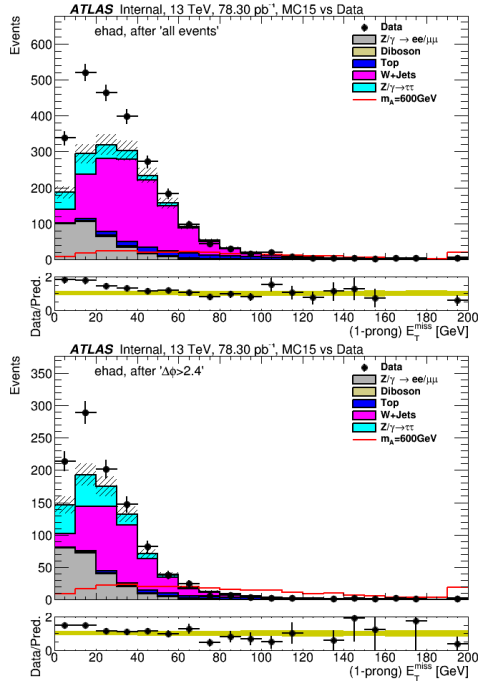 ATLAS Internal, 13 TeV, 78.30 pb⁻¹, MC15 vs Data
Events
600
500
400
300
200
100
0
ehad, after 'all events'
Data
Z/γ → ee/μμ
Diboson
Top
W+Jets
Z/γ→ττ
m_A=600GeV
Data/Pred.
2
0
0 20 40 60 80 100 120 140 160 180 200
(1-prong) E_T^miss [GeV]
ATLAS Internal, 13 TeV, 78.30 pb⁻¹, MC15 vs Data
Events
350
300
250
200
150
100
50
0
ehad, after 'Δϕ>2.4'
Data
Z/γ → ee/μμ
Diboson
Top
W+Jets
Z/γ→ττ
m_A=600GeV
Data/Pred.
2
0
0 20 40 60 80 100 120 140 160 180 200
(1-prong) E_T^miss [GeV]